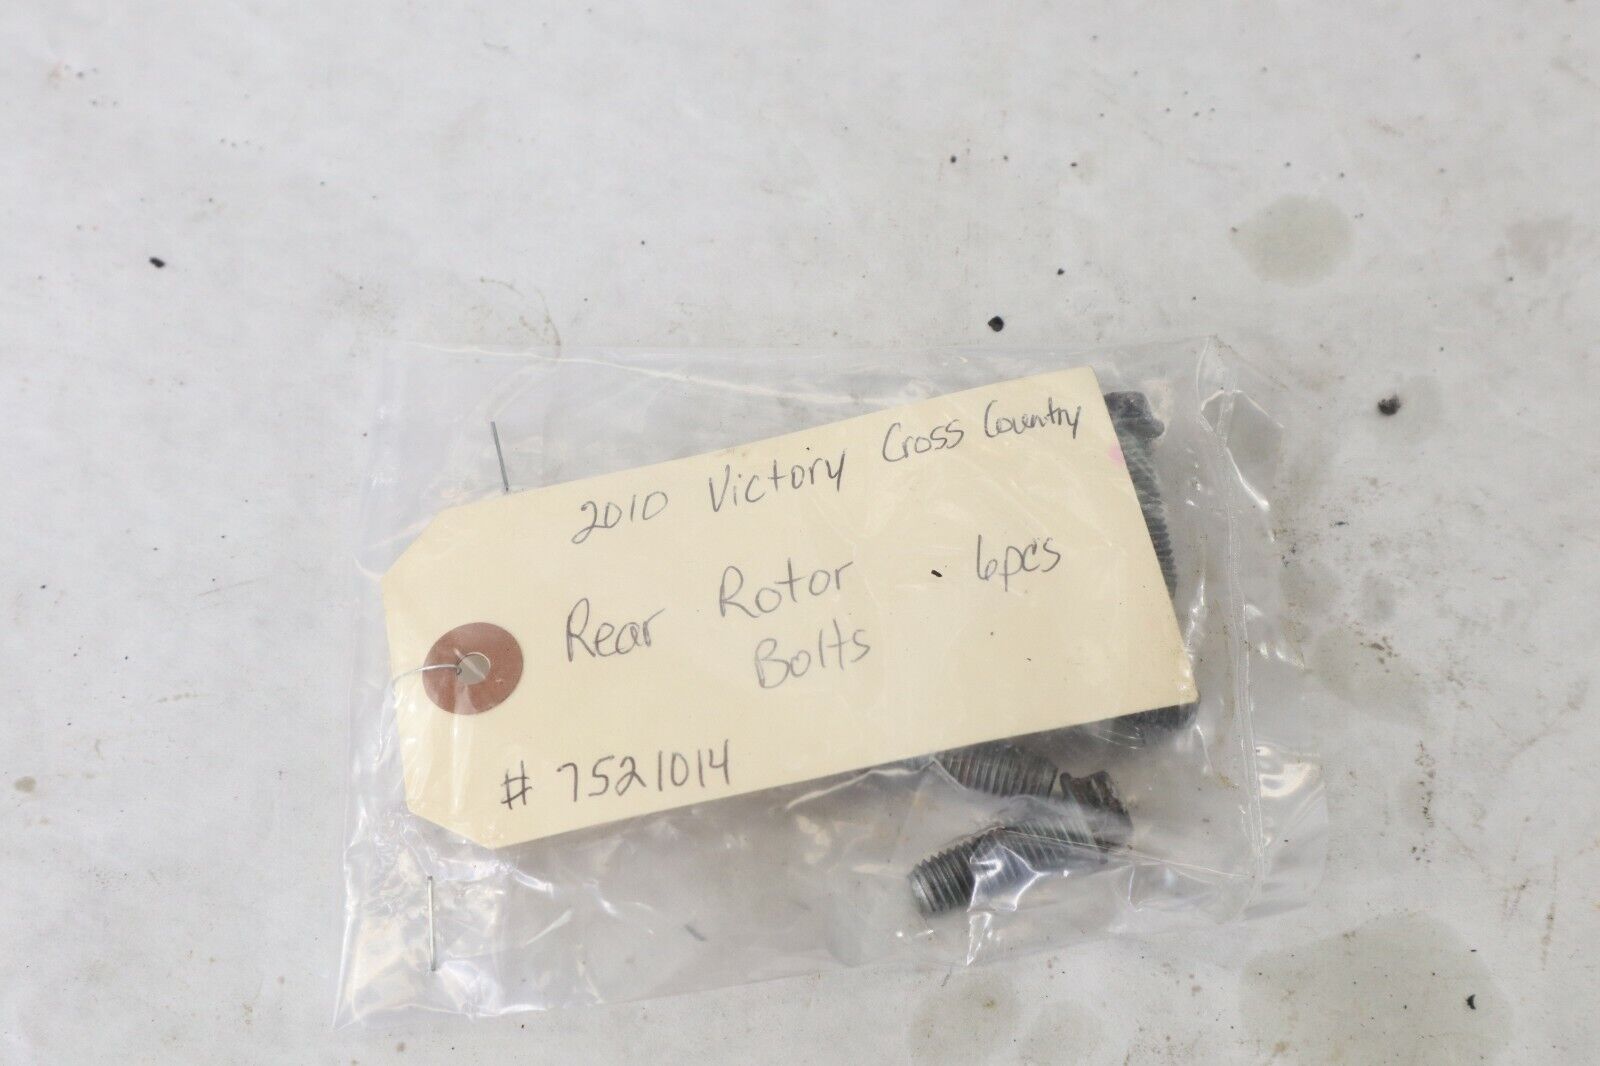 2010 Victory Cross Country
Rear Rotor . 6pcs
Bolts
# 7521014